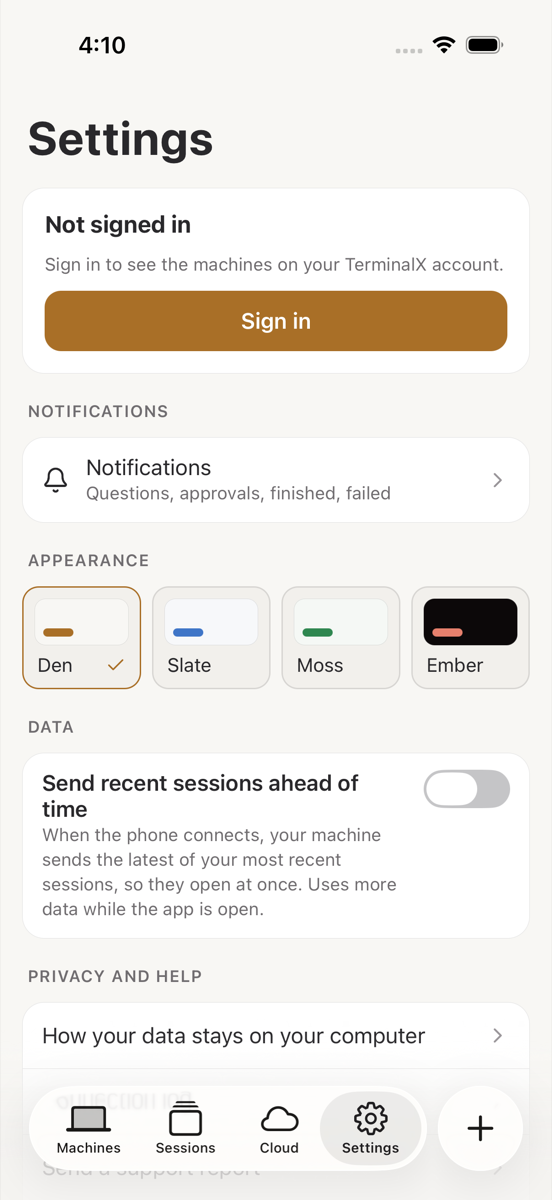 4:10
Settings
Not signed in
Sign in to see the machines on your TerminalX account.
Sign in
NOTIFICATIONS
Notifications
Questions, approvals, finished, failed
APPEARANCE
Den
Slate
Moss
Ember
DATA
Send recent sessions ahead of
time
When the phone connects, your machine
sends the latest of your most recent
sessions, so they open at once. Uses more
data while the app is open.
PRIVACY AND HELP
How your data stays on your computer
Machines
Sessions
Cloud
Settings
Send a support report